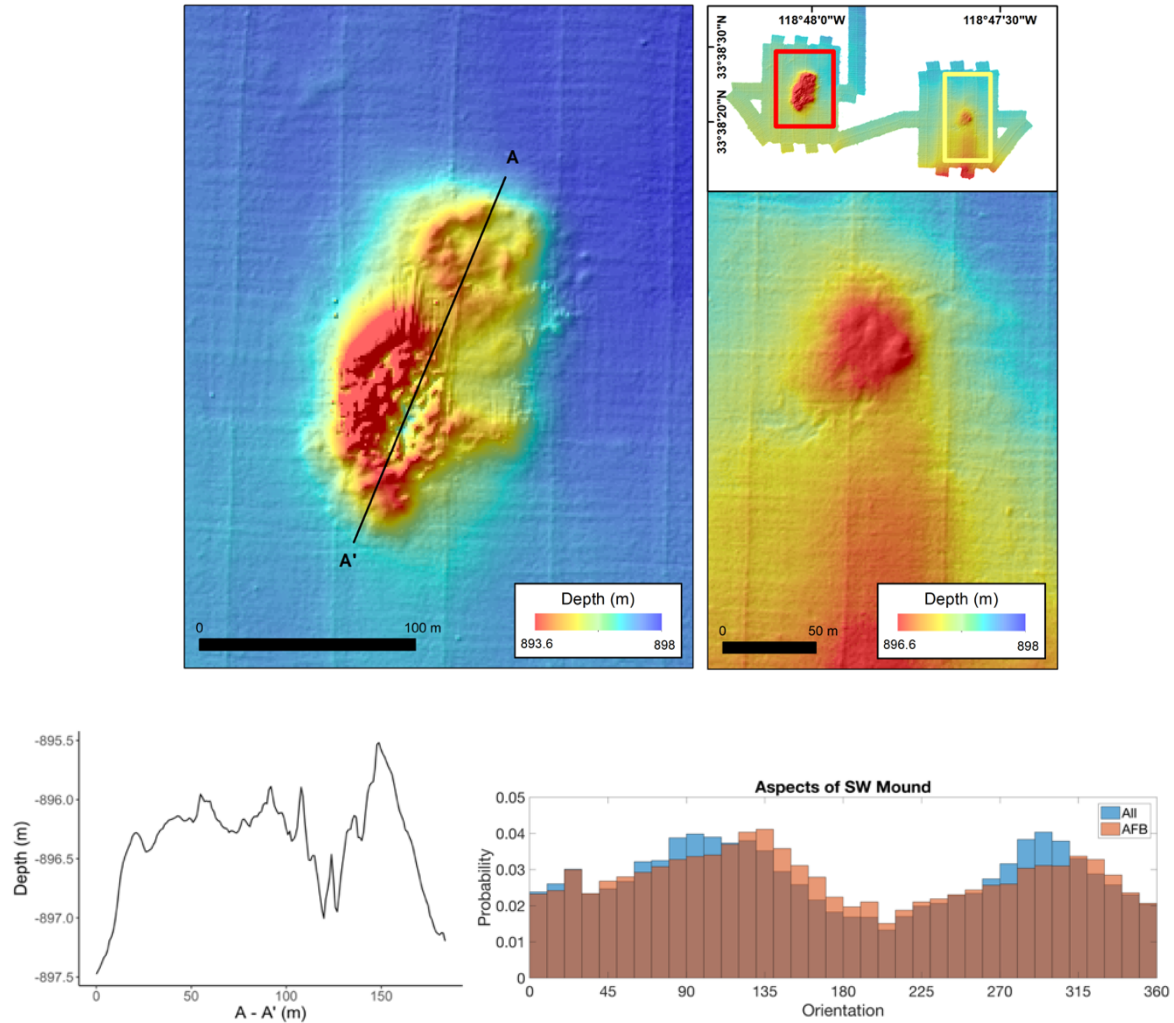 A
A'
0
100 m
Depth (m)
893.6
898
118°48'0"W
118°47'30"W
33°38'30"N
33°38'20"N
0
50 m
Depth (m)
896.6
898
-895.5
-896.0
-896.5
-897.0
-897.5
Depth (m)
0
50
100
150
A - A' (m)
Aspects of SW Mound
All
AFB
0.05
0.04
0.03
0.02
0.01
0
Probability
0
45
90
135
180
225
270
315
360
Orientation